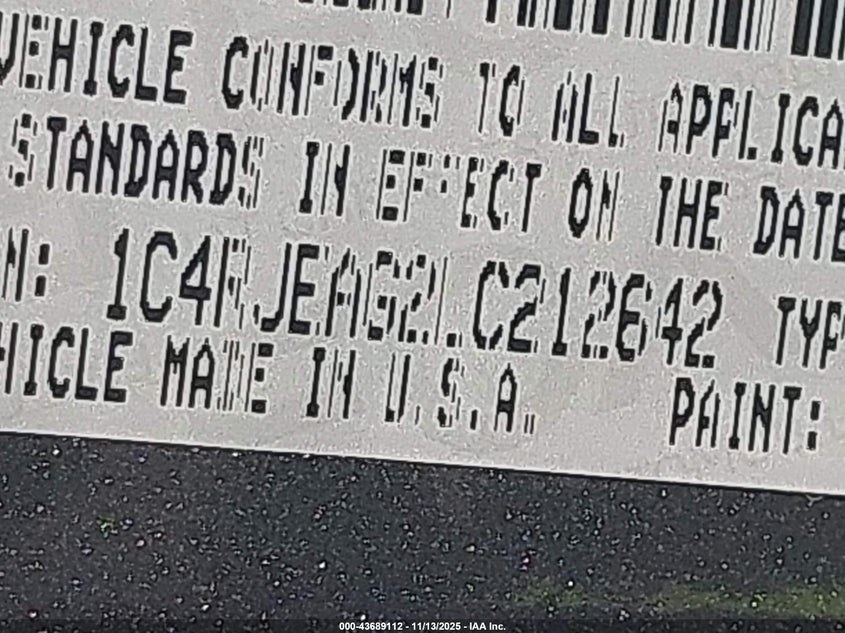 VEHICLE CONFORMS TO ALL APPLICA
STANDARDS IN EFFECT ON THE DATE
N: 1C4RJEAG2LC212642 TYP
HICLE MADE IN U.S.A. PAINT:
000-43689112 - 11/13/2025 - IAA Inc.